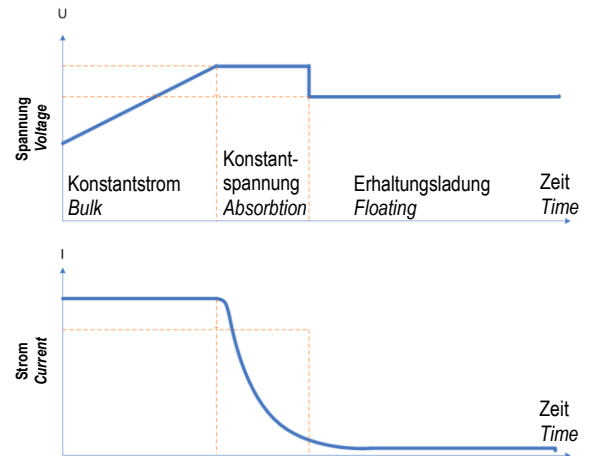 U
Spannung
Voltage
Konstantstrom
Bulk
Konstant-
spannung
Absorbtion
Erhaltungsladung
Floating
Zeit
Time
I
Strom
Current
Zeit
Time